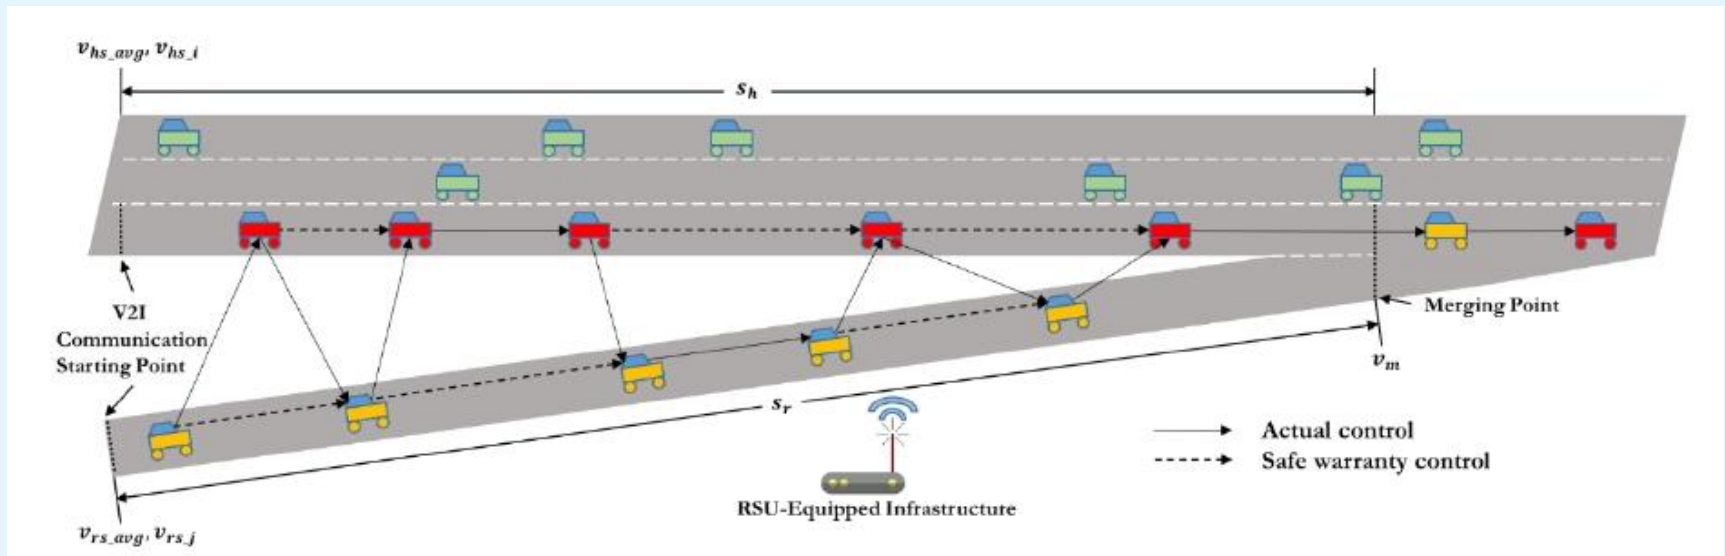 v_hs_avg, v_hs_i
s_h
V2I
Communication
Starting Point
Merging Point
v_m
s_r
Actual control
Safe warranty control
RSU-Equipped Infrastructure
v_rs_avg, v_rs_j